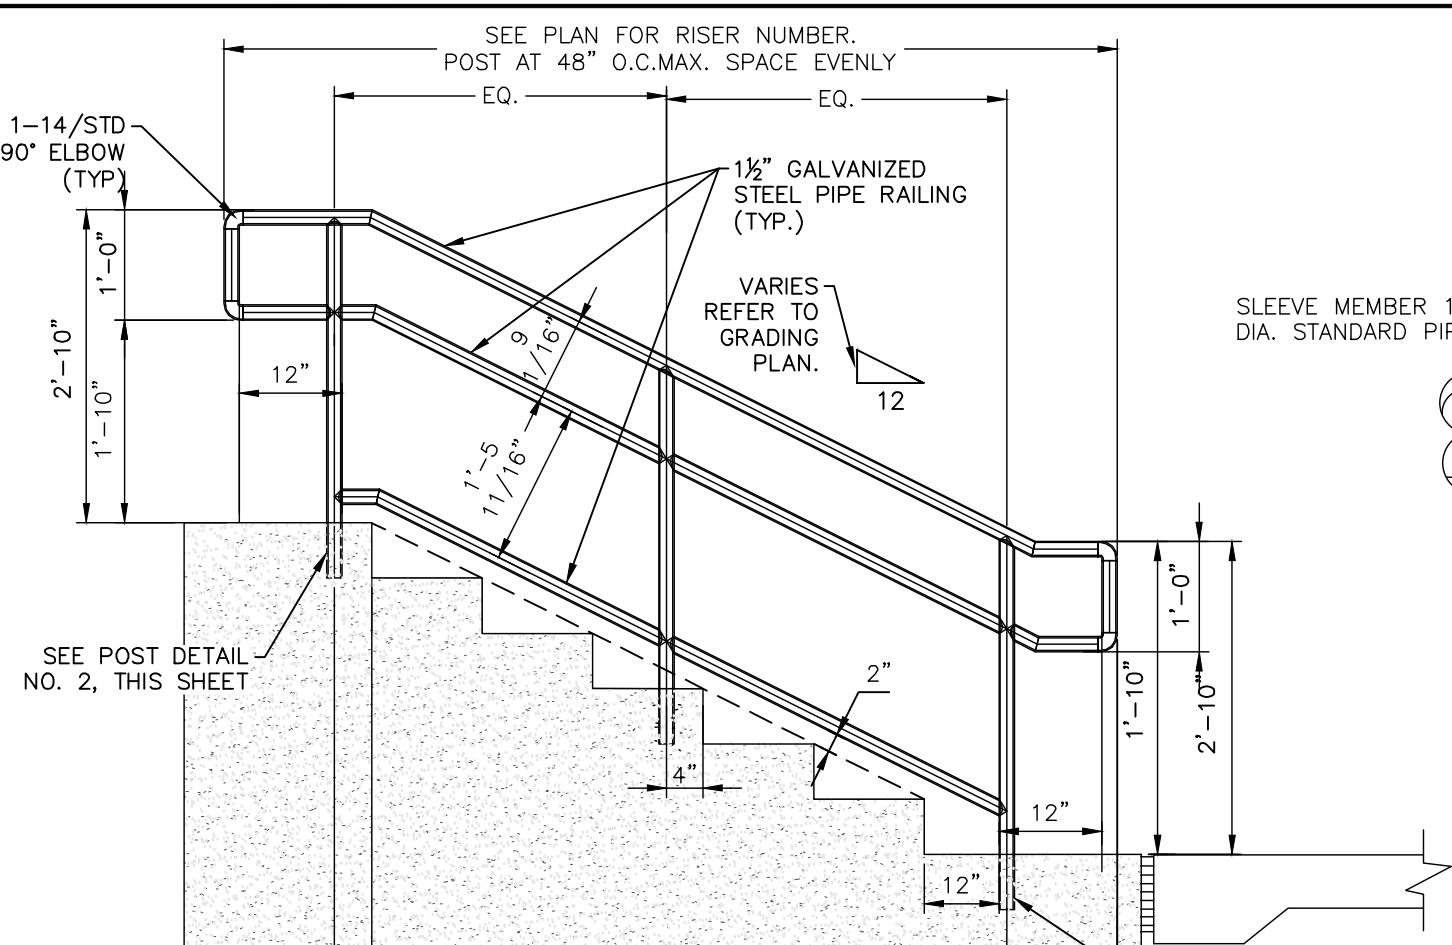 SEE PLAN FOR RISER NUMBER.
POST AT 48" O.C.MAX. SPACE EVENLY
EQ.
EQ.
1-14/STD
90° ELBOW
(TYP)
1½" GALVANIZED
STEEL PIPE RAILING
(TYP.)
1'-0"
2'-10"
1'-10"
12"
9
1/16"
1'-5
11/16"
VARIES
REFER TO
GRADING
PLAN.
12
SLEEVE MEMBER 1
DIA. STANDARD PIP
SEE POST DETAIL
NO. 2, THIS SHEET
2"
4"
12"
12"
1'-0"
1'-10"
2'-10"